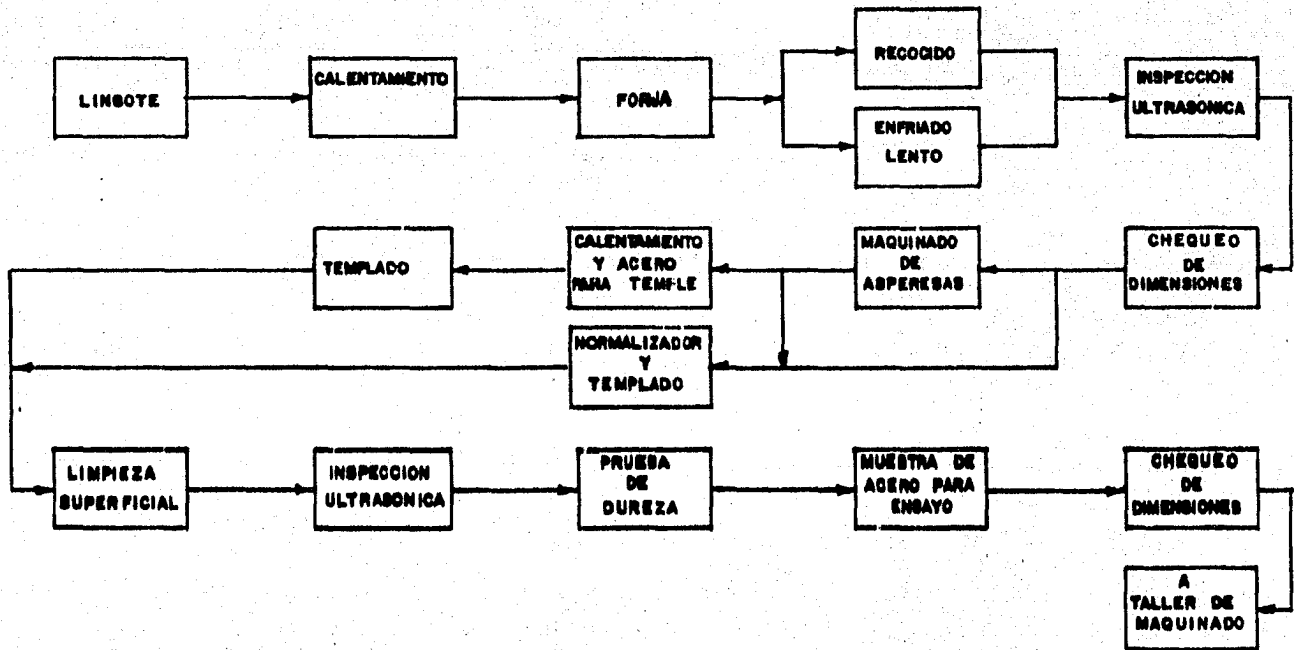 LINGOTE
CALENTAMIENTO
FORJA
RECOCIDO
ENFRIADO
LENTO
INSPECCION
ULTRASONICA
CHEQUEO
DE
DIMENSIONES
MAQUINADO
DE
ASPERESAS
CALENTAMIENTO
Y ACERO
PARA TEMPLE
TEMPLADO
NORMALIZADOR
Y
TEMPLADO
LIMPIEZA
SUPERFICIAL
INSPECCION
ULTRASONICA
PRUEBA
DE
DUREZA
MUESTRA DE
ACERO PARA
ENSAYO
CHEQUEO
DE
DIMENSIONES
A
TALLER DE
MAQUINADO